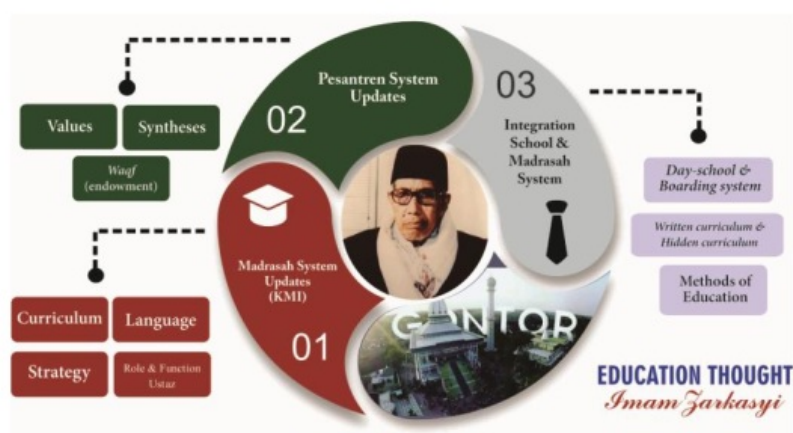 Pesantren System
Updates
02
Values
Syntheses
Waqf
(endowment)
03
Integration
School &
Madrasah
System
Day-school &
Boarding system
Written curriculum &
Hidden curriculum
Methods of
Education
Madrasah System
Updates
(KMI)
01
Curriculum
Language
Strategy
Role & Function
Ustaz
GONTOR
EDUCATION THOUGHT
Imam Zarkasyi